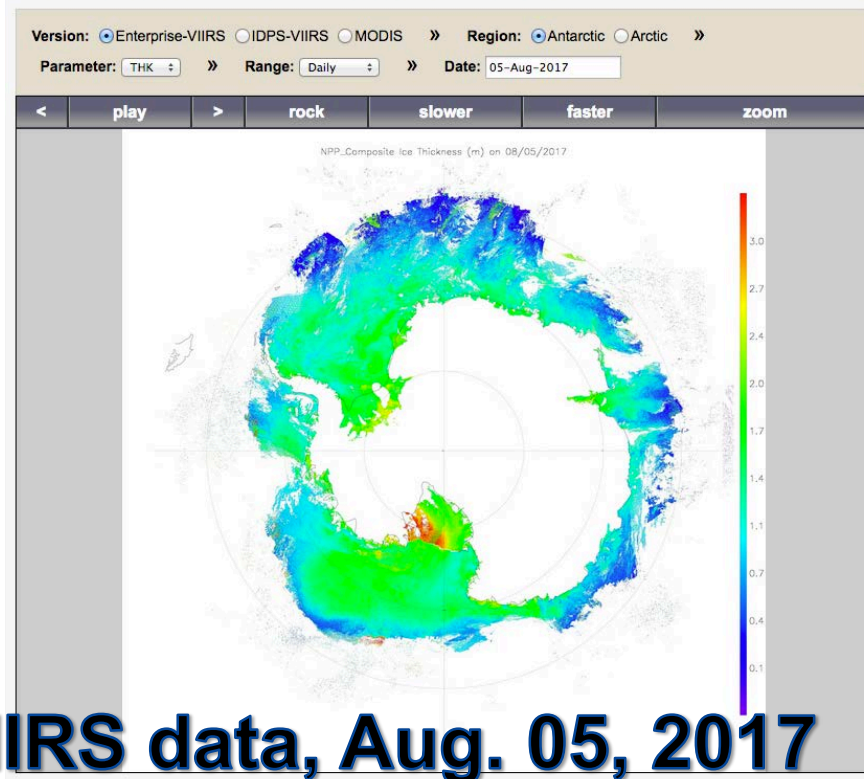 Version: Enterprise-VIIRS IDPS-VIIRS MODIS » Region: Antarctic Arctic »
Parameter: THK » Range: Daily » Date: 05-Aug-2017
< play > rock slower faster zoom
NPP_Composite Ice Thickness (m) on 08/05/2017
3.0
2.7
2.4
2.0
1.7
1.4
1.1
0.7
0.4
0.1
IIRS data, Aug. 05, 2017